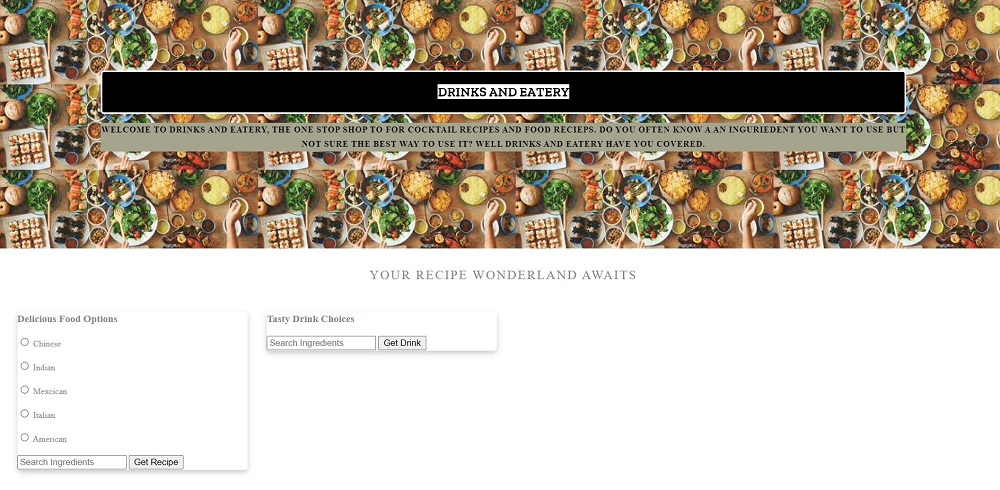 DRINKS AND EATERY
WELCOME TO DRINKS AND EATERY, THE ONE STOP SHOP TO FOR COCKTAIL RECIPES AND FOOD RECIEPS. DO YOU OFTEN KNOW A AN INGURIEDENT YOU WANT TO USE BUT
NOT SURE THE BEST WAY TO USE IT? WELL DRINKS AND EATERY HAVE YOU COVERED.
YOUR RECIPE WONDERLAND AWAITS
Delicious Food Options
Chinese
Indian
Mexcican
Italian
American
Search Ingredients Get Recipe
Tasty Drink Choices
Search Ingredients Get Drink